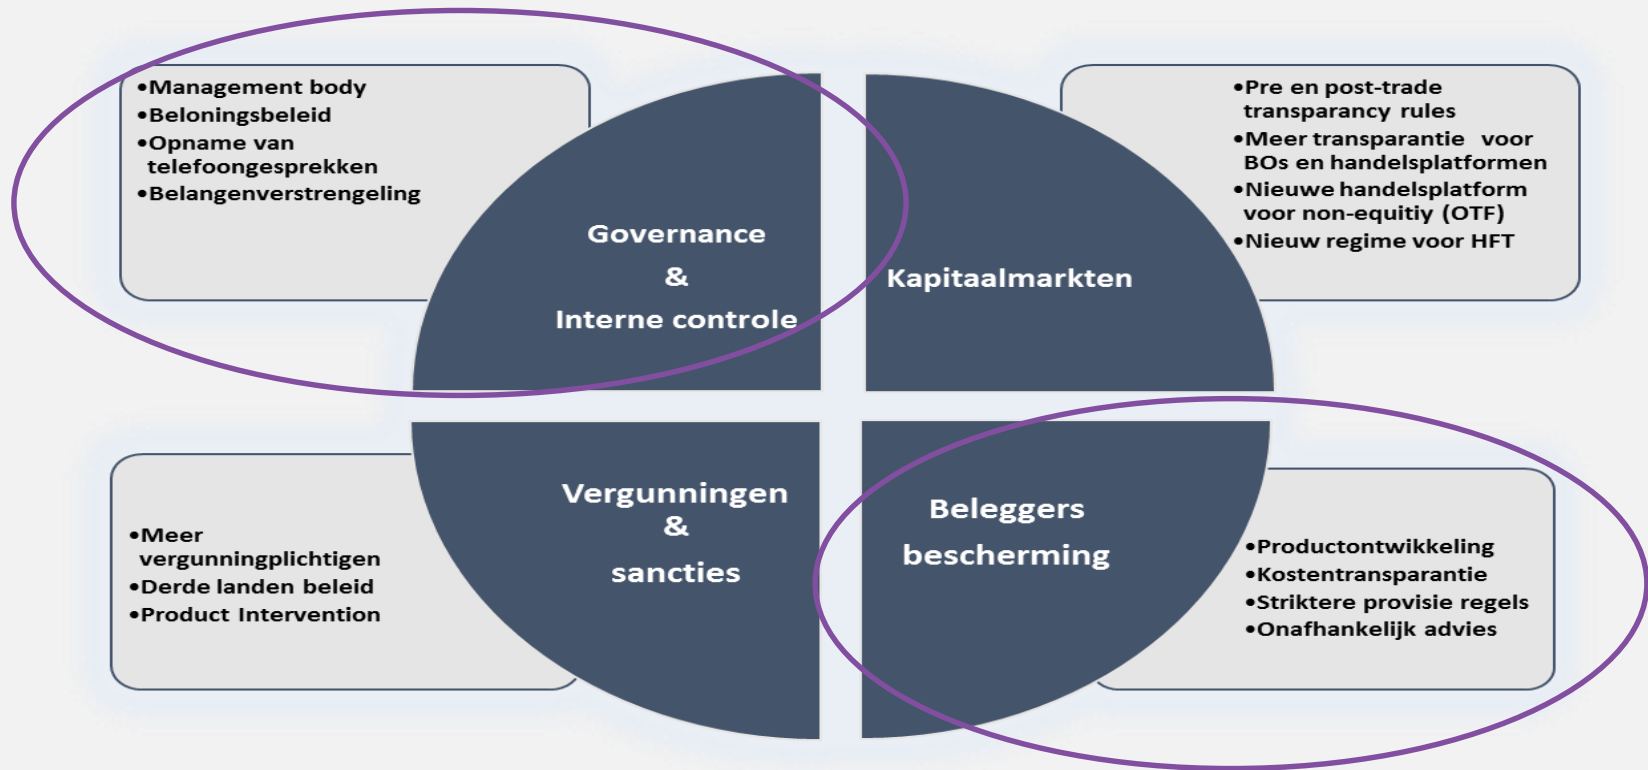 •Management body
•Beloningsbeleid
•Opname van
telefoongesprekken
•Belangenverstrengeling
Governance
&
Interne controle
Kapitaalmarkten
•Pre en post-trade
transparancy rules
•Meer transparantie voor
BOs en handelsplatformen
•Nieuwe handelsplatform
voor non-equitiy (OTF)
•Nieuw regime voor HFT
•Meer
vergunningplichtigen
•Derde landen beleid
•Product Intervention
Vergunningen
&
sancties
Beleggers
bescherming
•Productontwikkeling
•Kostentransparantie
•Striktere provisie regels
•Onafhankelijk advies